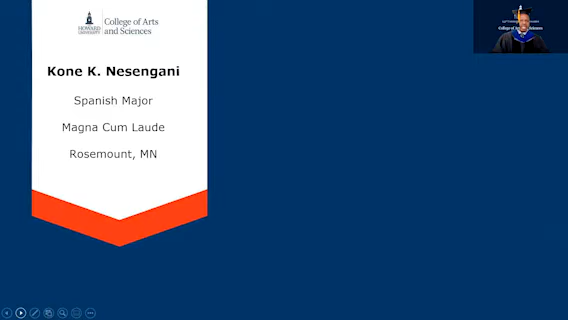 HOWARD
UNIVERSITY
College of Arts
and Sciences
Kone K. Nesengani
Spanish Major
Magna Cum Laude
Rosemount, MN